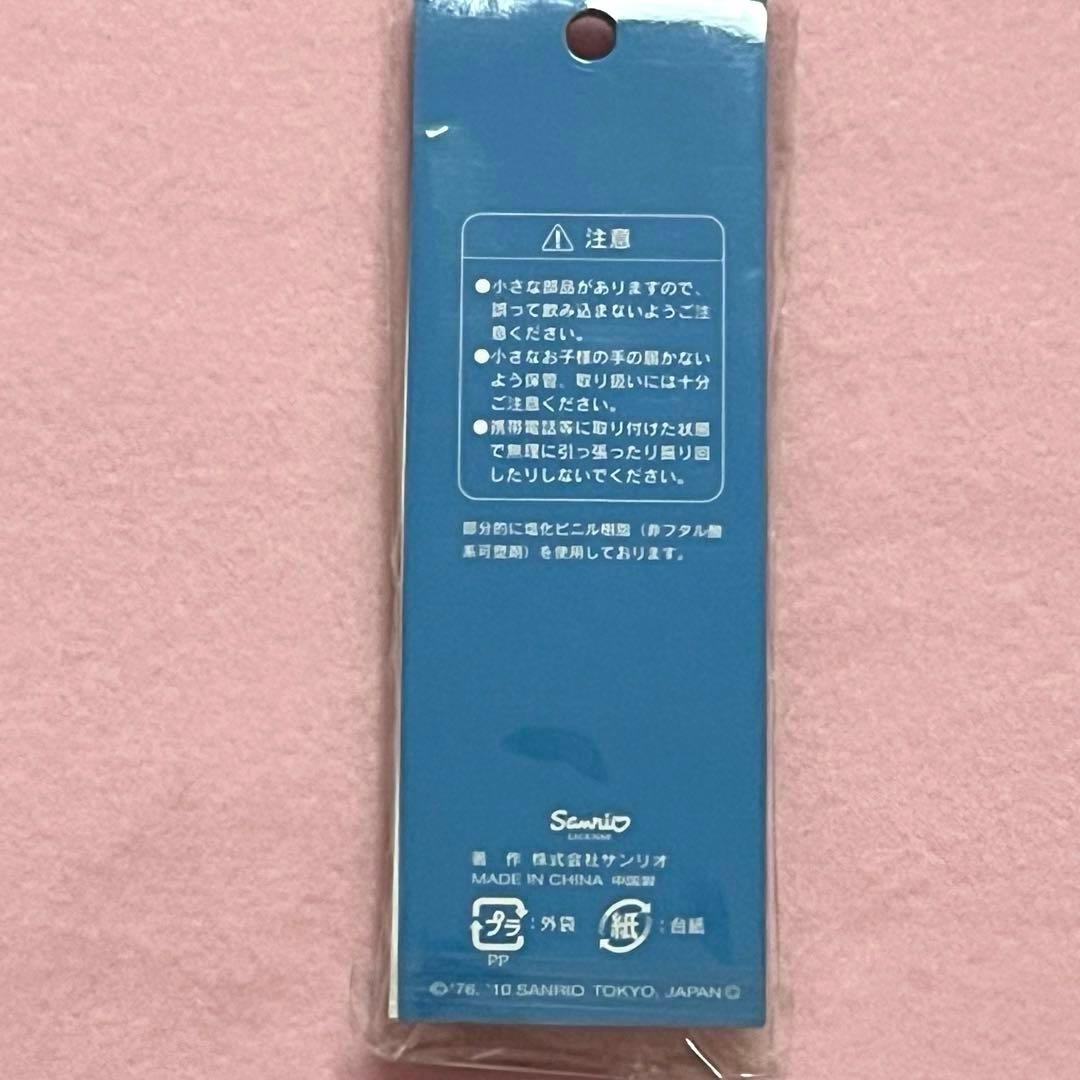 注意
●小さな部品がありますので、
誤って飲み込まないようご注
意ください。
●小さなお子様の手の届かない
よう保管、取り扱いには十分
ご注意ください。
●携帯電話等に取り付けた状態
で無理に引っ張ったり振り回
したりしないでください。
部分的に塩化ビニル樹脂（非フタル酸
系可塑剤）を使用しております。
Sanrio
LICENSE
著 作 株式会社サンリオ
MADE IN CHINA 中国製
プラ:外袋 紙:台紙
PP
©'76, '10 SANRIO TOKYO, JAPAN